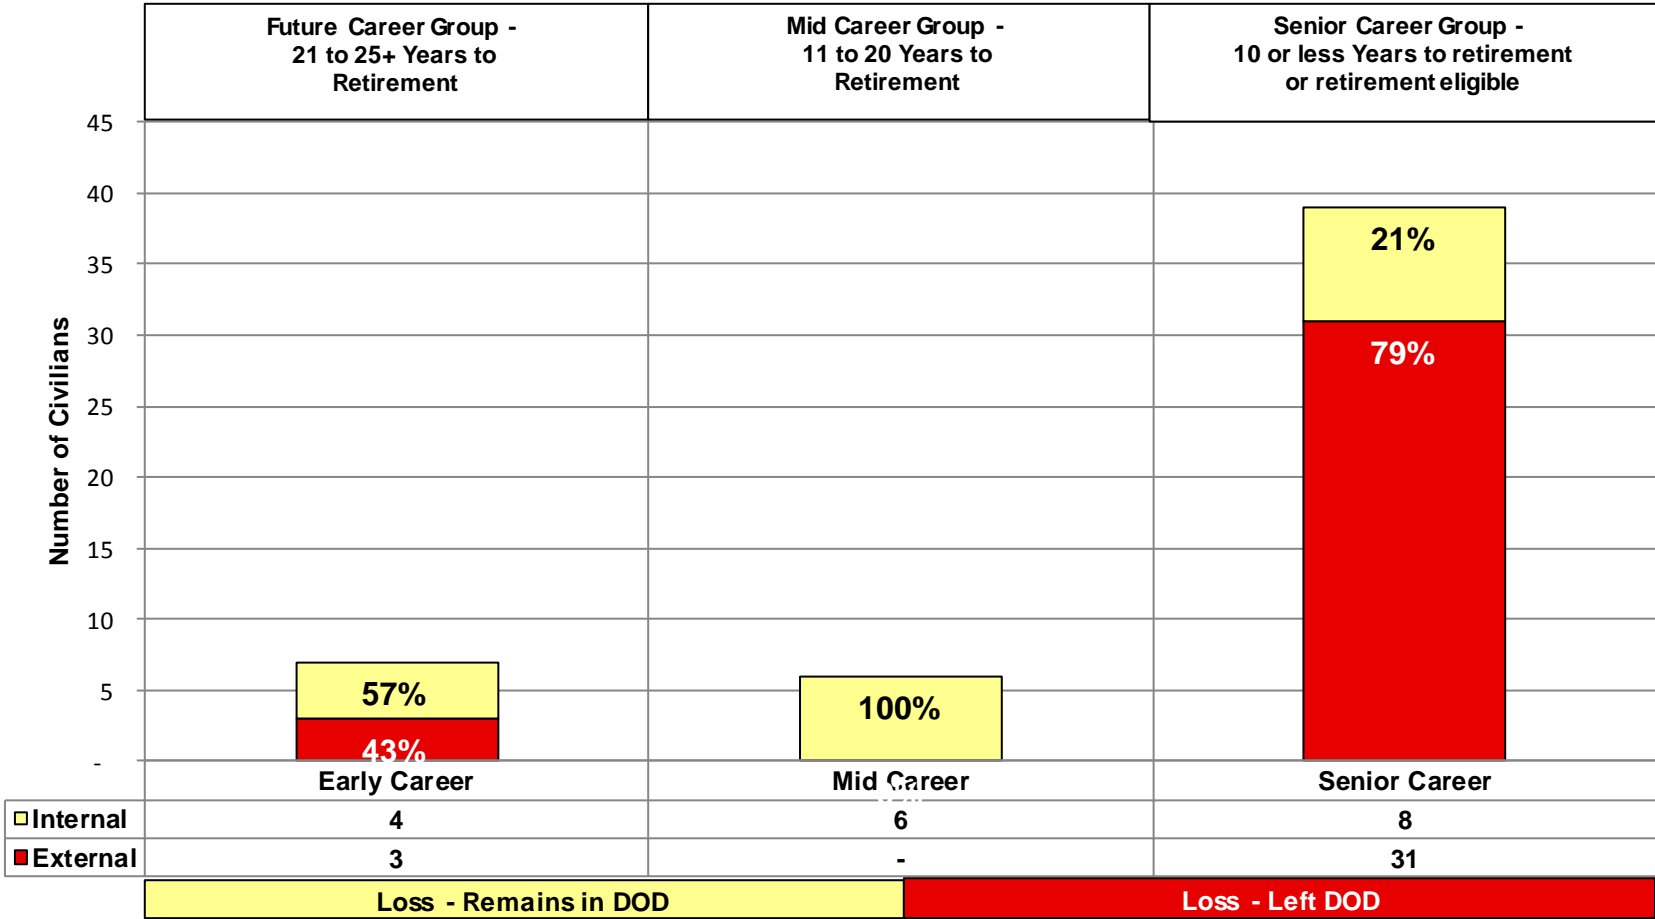 Future Career Group -
21 to 25+ Years to
Retirement
Mid Career Group -
11 to 20 Years to
Retirement
Senior Career Group -
10 or less Years to retirement
or retirement eligible
Number of Civilians
45
40
35
30
25
20
15
10
5
-
57%
43%
100%
21%
79%
Early Career
Mid Career
Senior Career
Internal
4
6
8
External
3
-
31
Loss - Remains in DOD
Loss - Left DOD